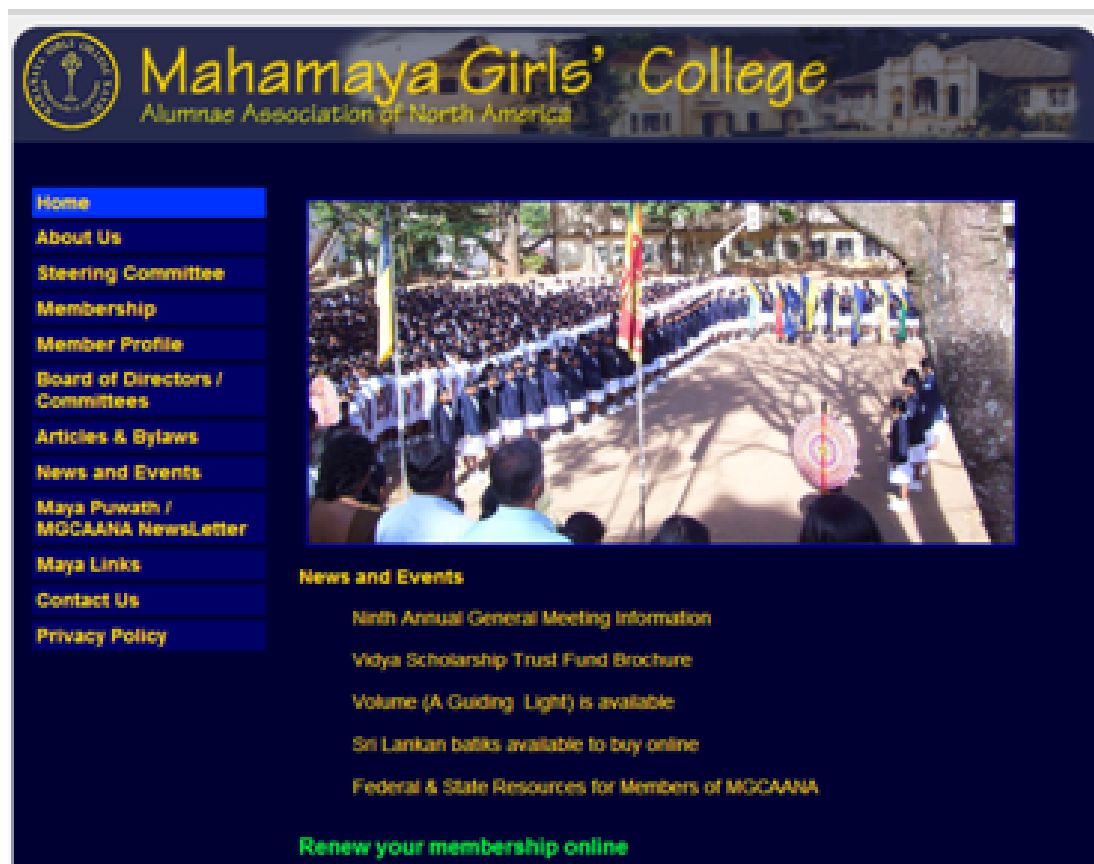 Mahamaya Girls' College
Alumnae Association of North America
Home
About Us
Steering Committee
Membership
Member Profile
Board of Directors /
Committees
Articles & Bylaws
News and Events
Maya Puwath /
MGCAANA NewsLetter
Maya Links
Contact Us
Privacy Policy
News and Events
Ninth Annual General Meeting Information
Vidya Scholarship Trust Fund Brochure
Volume (A Guiding  Light) is available
Sri Lankan batiks available to buy online
Federal & State Resources for Members of MGCAANA
Renew your membership online